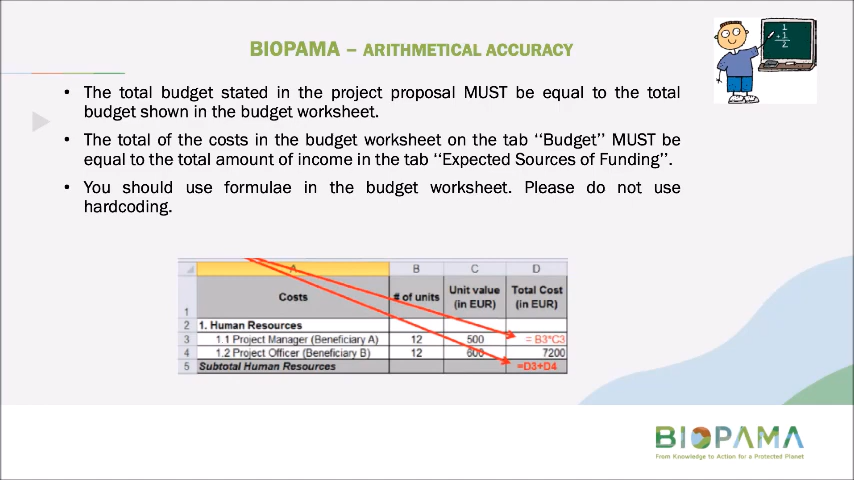 BIOPAMA – ARITHMETICAL ACCURACY
1
+1
2
• The total budget stated in the project proposal MUST be equal to the total
budget shown in the budget worksheet.
• The total of the costs in the budget worksheet on the tab ‘‘Budget’’ MUST be
equal to the total amount of income in the tab ‘‘Expected Sources of Funding’’.
• You should use formulae in the budget worksheet. Please do not use
hardcoding.
A B C D
1 Costs # of units Unit value (in EUR) Total Cost (in EUR)
2 1. Human Resources
3 1.1 Project Manager (Beneficiary A) 12 500 = B3*C3
4 1.2 Project Officer (Beneficiary B) 12 600 7200
5 Subtotal Human Resources =D3+D4
BIOPAMA
From Knowledge to Action for a Protected Planet